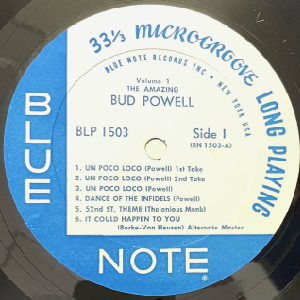 33⅓ MICROGROOVE LONG PLAYING
BLUE NOTE RECORDS INC • NEW YORK USA
Volume 1
THE AMAZING
BUD POWELL
BLP 1503
Side 1
(BN 1503-A)
1. UN POCO LOCO (Powell) 1st Take
2. UN POCO LOCO (Powell) 2nd Take
3. UN POCO LOCO (Powell)
4. DANCE OF THE INFIDELS (Powell)
5. 52nd ST. THEME (Thelonious Monk)
6. IT COULD HAPPEN TO YOU
(Burke-Van Heusen) Alternate Master
BLUE
NOTE